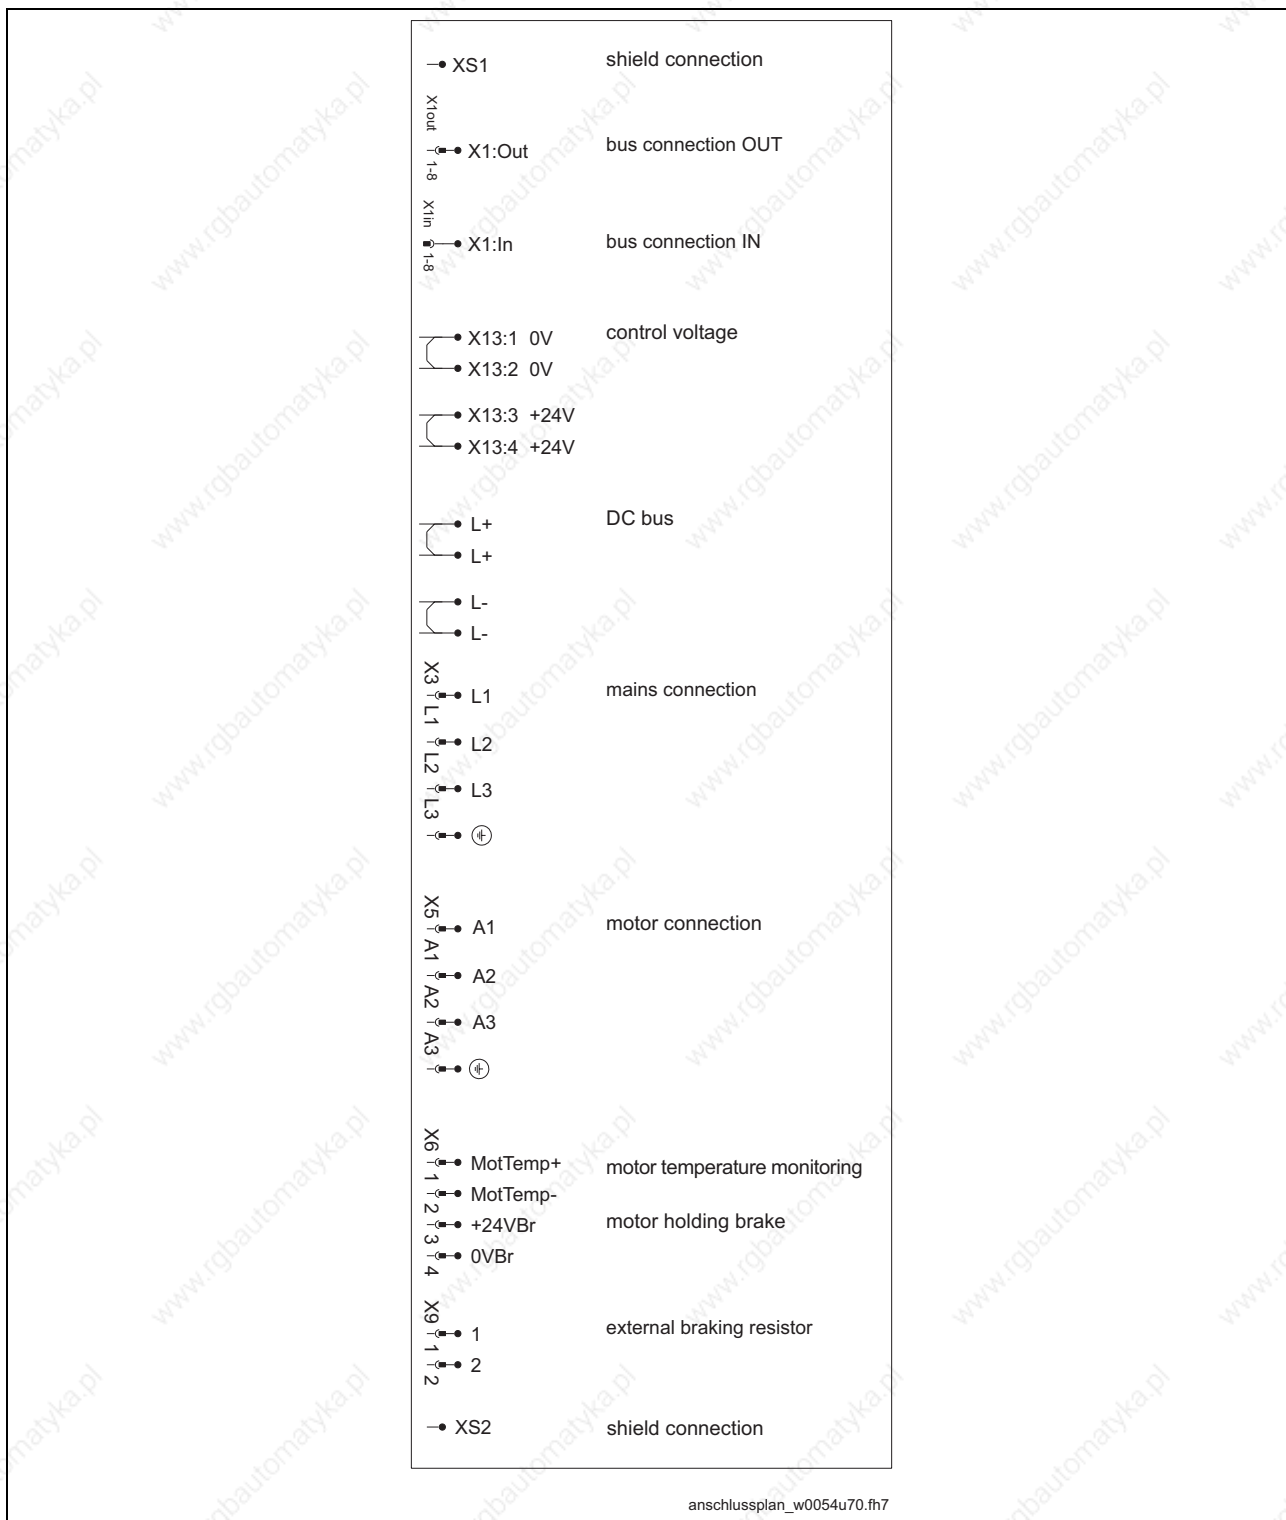 XS1 shield connection
X1out
X1:Out bus connection OUT
1-8
X1in
X1:In bus connection IN
1-8
X13:1 0V control voltage
X13:2 0V
X13:3 +24V
X13:4 +24V
L+ DC bus
L+
L-
L-
X3
L1 mains connection
L1
L2
L2
L3
L3
X5
A1 motor connection
A1
A2
A2
A3
A3
X6
MotTemp+ motor temperature monitoring
1
MotTemp-
2
+24VBr motor holding brake
3
0VBr
4
X9
1 external braking resistor
1
2
2
XS2 shield connection
anschlussplan_w0054u70.fh7
www.rgbautomatyka.pl